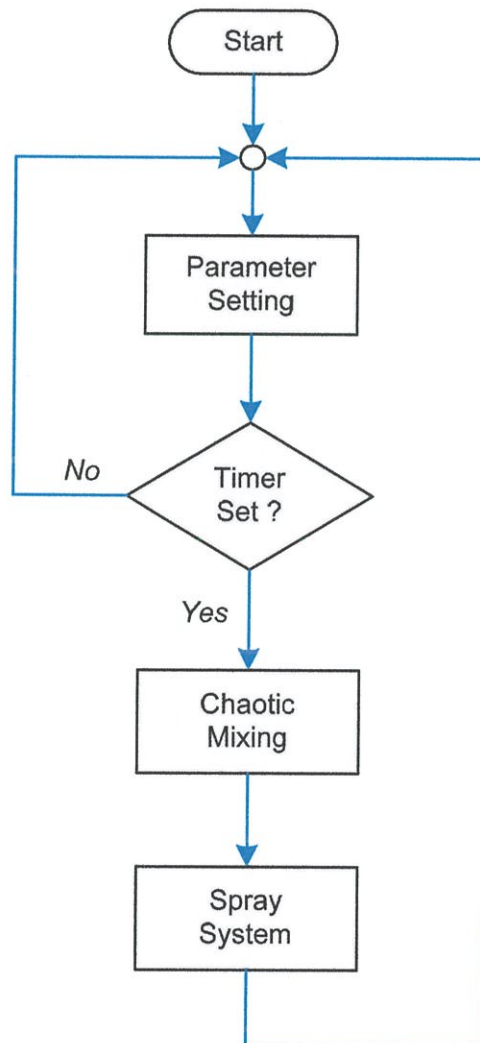 Start
Parameter
Setting
Timer
Set ?
No
Yes
Chaotic
Mixing
Spray
System